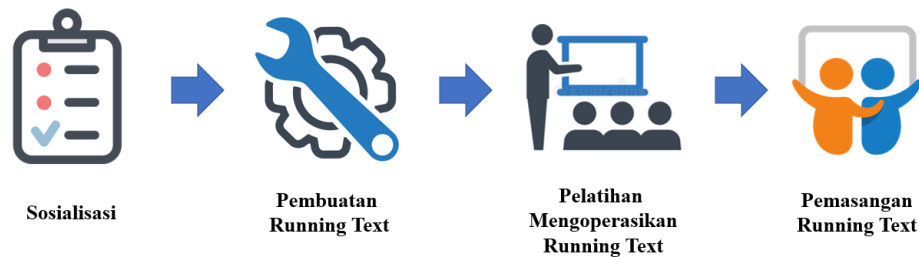 Sosialisasi
Pembuatan
Running Text
Pelatihan
Mengoperasikan
Running Text
Pemasangan
Running Text